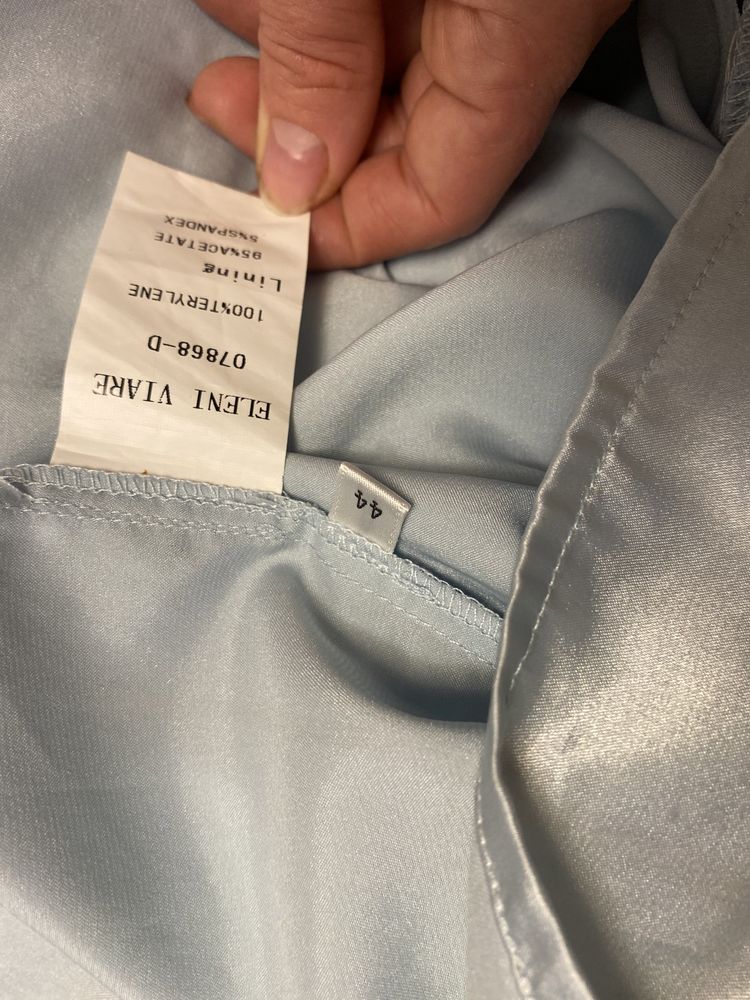 ELENI VIARE
07868-D
100%TERYLENE
Lining
95%ACETATE
5%SPANDEX
44